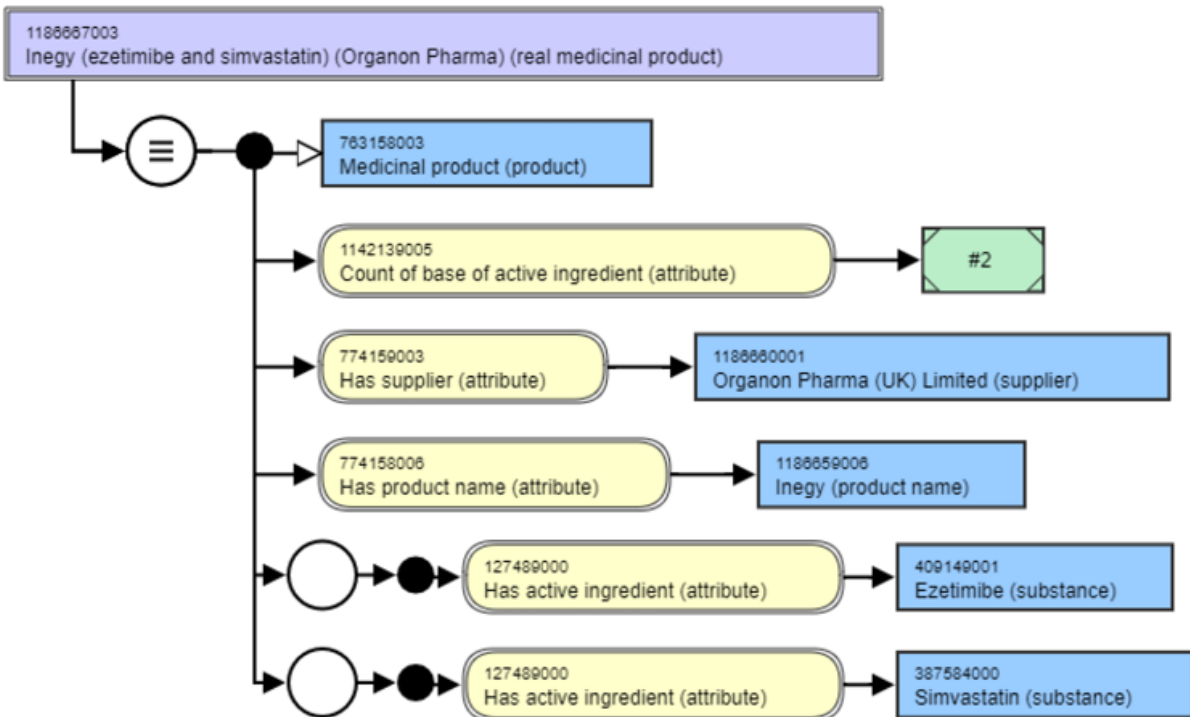 1186667003
Inegy (ezetimibe and simvastatin) (Organon Pharma) (real medicinal product)
763158003
Medicinal product (product)
1142139005
Count of base of active ingredient (attribute)
#2
774159003
Has supplier (attribute)
1186660001
Organon Pharma (UK) Limited (supplier)
774158006
Has product name (attribute)
1186659006
Inegy (product name)
127489000
Has active ingredient (attribute)
409149001
Ezetimibe (substance)
127489000
Has active ingredient (attribute)
387584000
Simvastatin (substance)